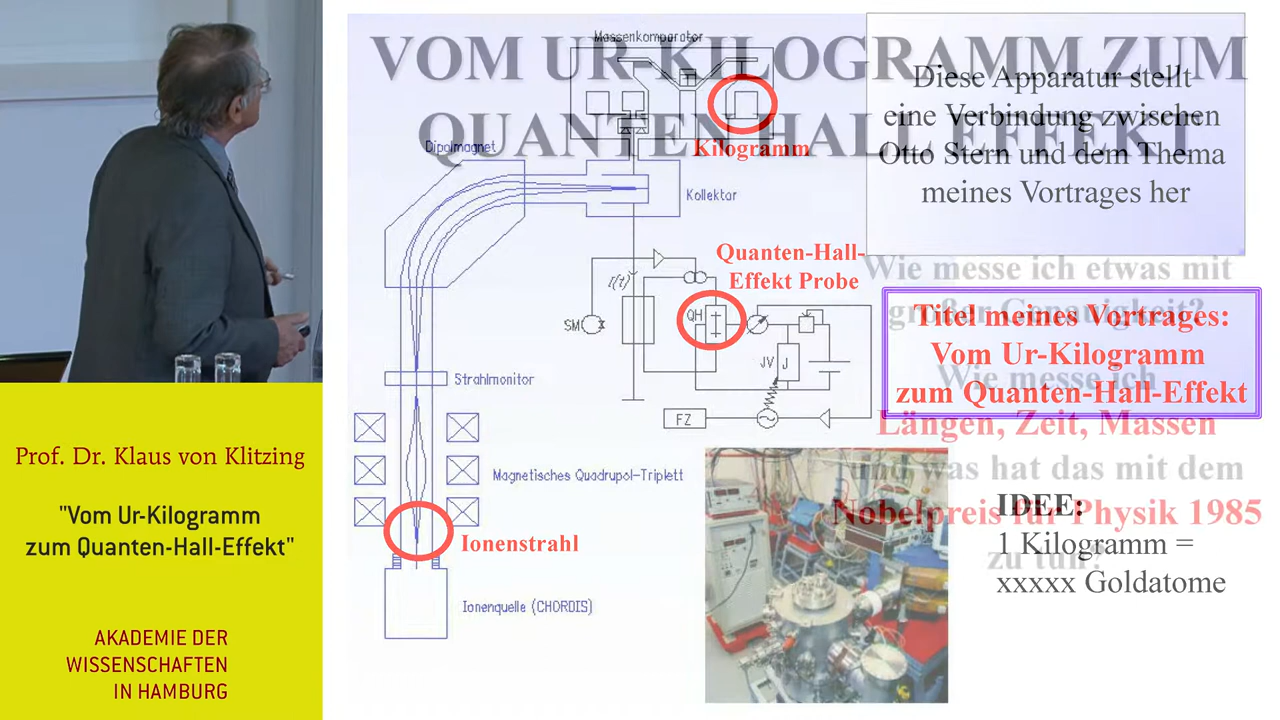 Prof. Dr. Klaus von Klitzing
"Vom Ur-Kilogramm
zum Quanten-Hall-Effekt"
AKADEMIE DER
WISSENSCHAFTEN
IN HAMBURG
VOM UR-KILOGRAMM ZUM
QUANTEN HALL EFFEKT
Massenkomparator
Kilogramm
Dipolmagnet
Kollektor
Quanten-Hall-
Effekt Probe
i(t)
SM
QH
JV
J
FZ
Strahlmonitor
Magnetisches Quadrupol-Triplett
Ionenstrahl
Ionenquelle (CHORDIS)
Diese Apparatur stellt
eine Verbindung zwischen
Otto Stern und dem Thema
meines Vortrages her
Wie messe ich etwas mit
großer Genauigkeit?
Titel meines Vortrages:
Vom Ur-Kilogramm
zum Quanten-Hall-Effekt
Wie messe ich
Längen, Zeit, Massen
und was hat das mit dem
Nobelpreis für Physik 1985
zu tun?
IDEE:
1 Kilogramm =
xxxxx Goldatome